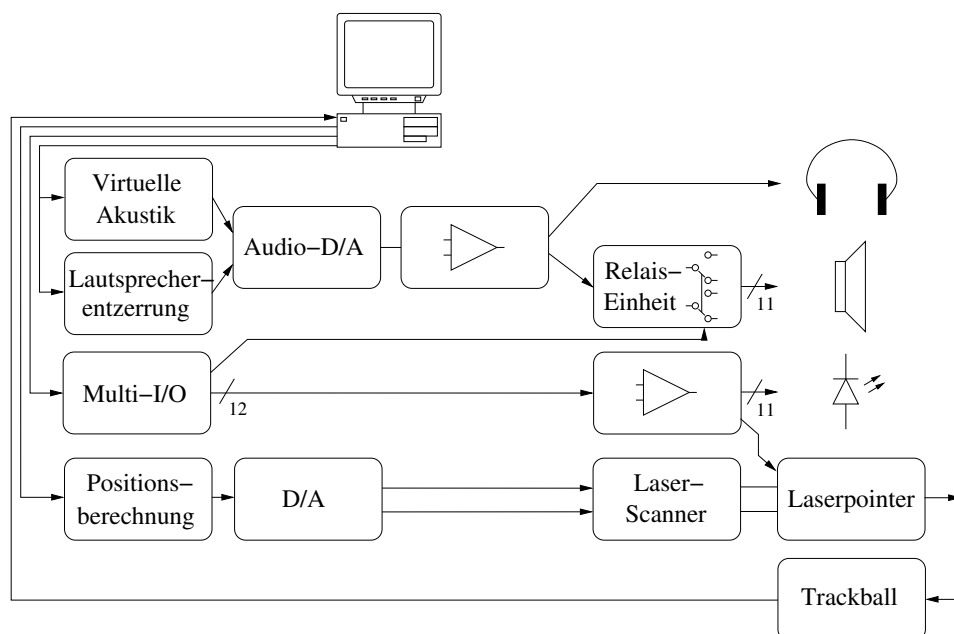 Virtuelle
Akustik
Audio−D/A
Lautsprecher−
entzerrung
Relais−
Einheit
11
Multi−I/O
12
11
Positions−
berechnung
D/A
Laser−
Scanner
Laserpointer
Trackball